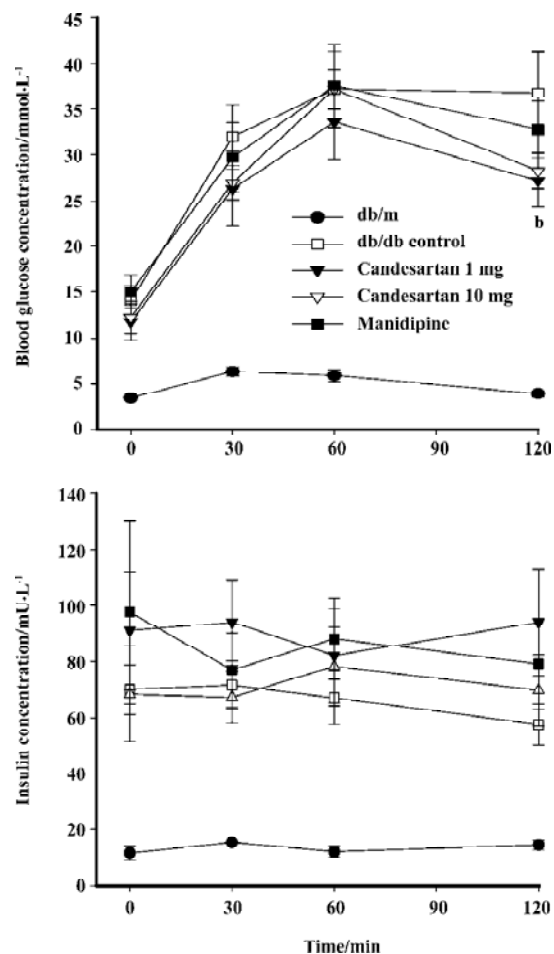 Blood glucose concentration/mmol·L⁻¹
45
40
35
30
25
20
15
10
5
0
db/m
db/db control
Candesartan 1 mg
Candesartan 10 mg
Manidipine
b
0 30 60 90 120
Insulin concentration/mU·L⁻¹
140
120
100
80
60
40
20
0
0 30 60 90 120
Time/min